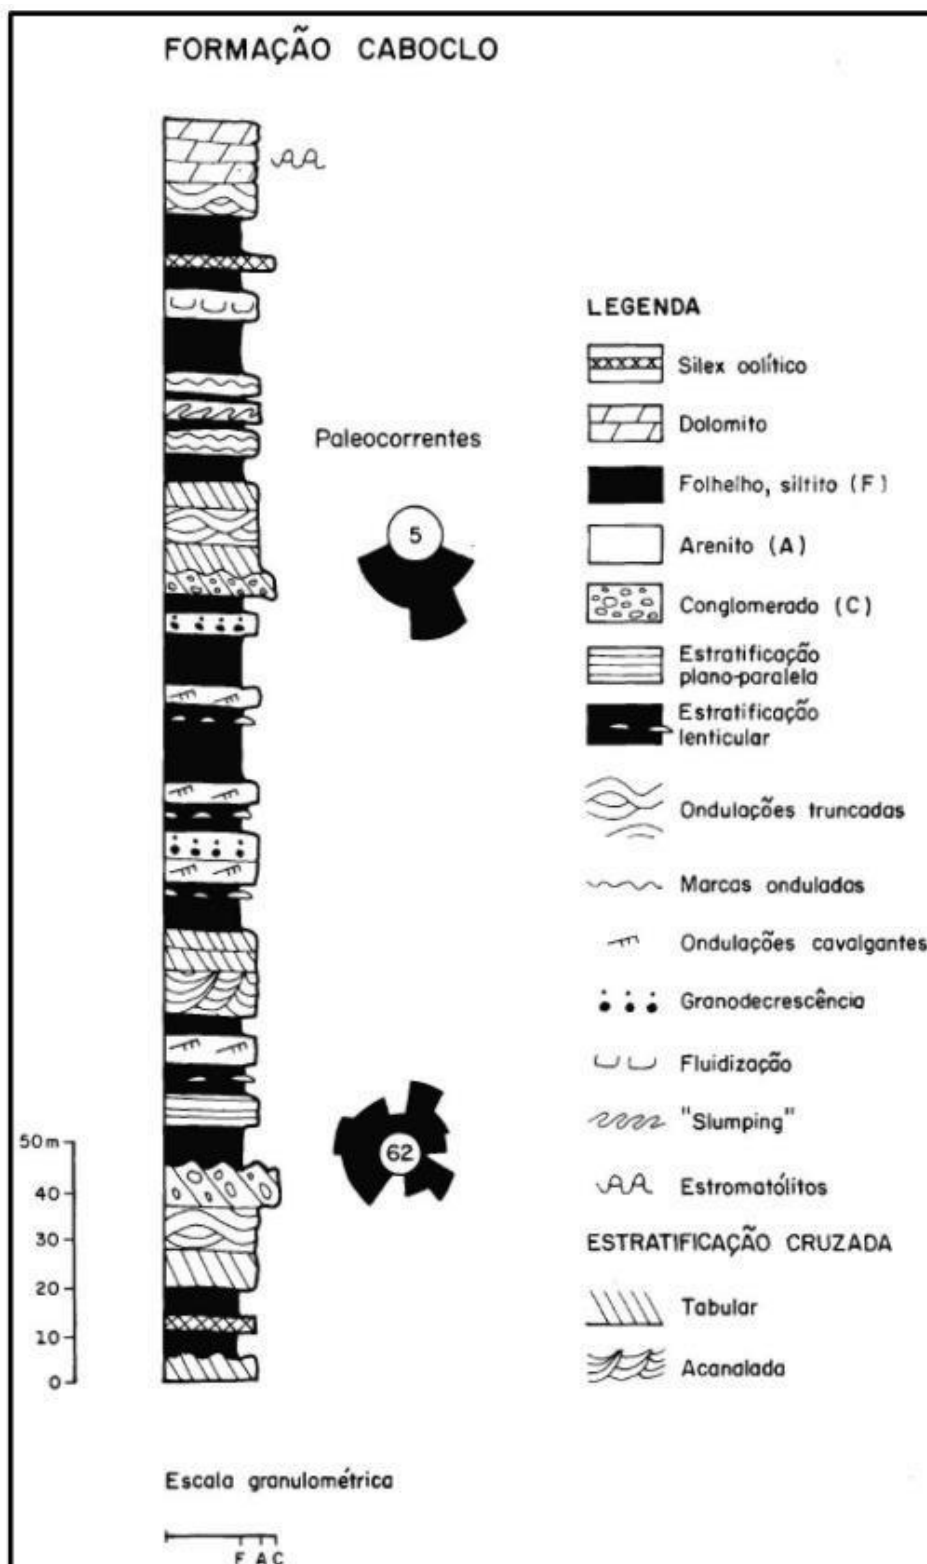 FORMAÇÃO CABOCLO
Paleocorrentes
5
62
50m
40
30
20
10
0
Escala granulométrica
F A C
LEGENDA
Silex oolítico
Dolomito
Folhelho, siltito (F)
Arenito (A)
Conglomerado (C)
Estratificação
plano-paralela
Estratificação
lenticular
Ondulações truncadas
Marcas onduladas
Ondulações cavalgantes
Granodecrescência
Fluidização
"Slumping"
Estromatólitos
ESTRATIFICAÇÃO CRUZADA
Tabular
Acanalada